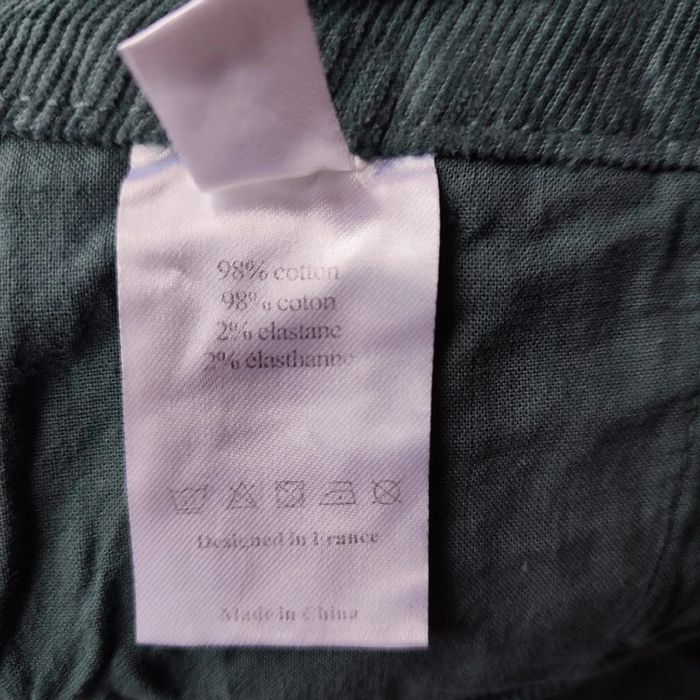 98% cotton
98% coton
2% elastane
2% élasthanne
Designed in France
Made in China